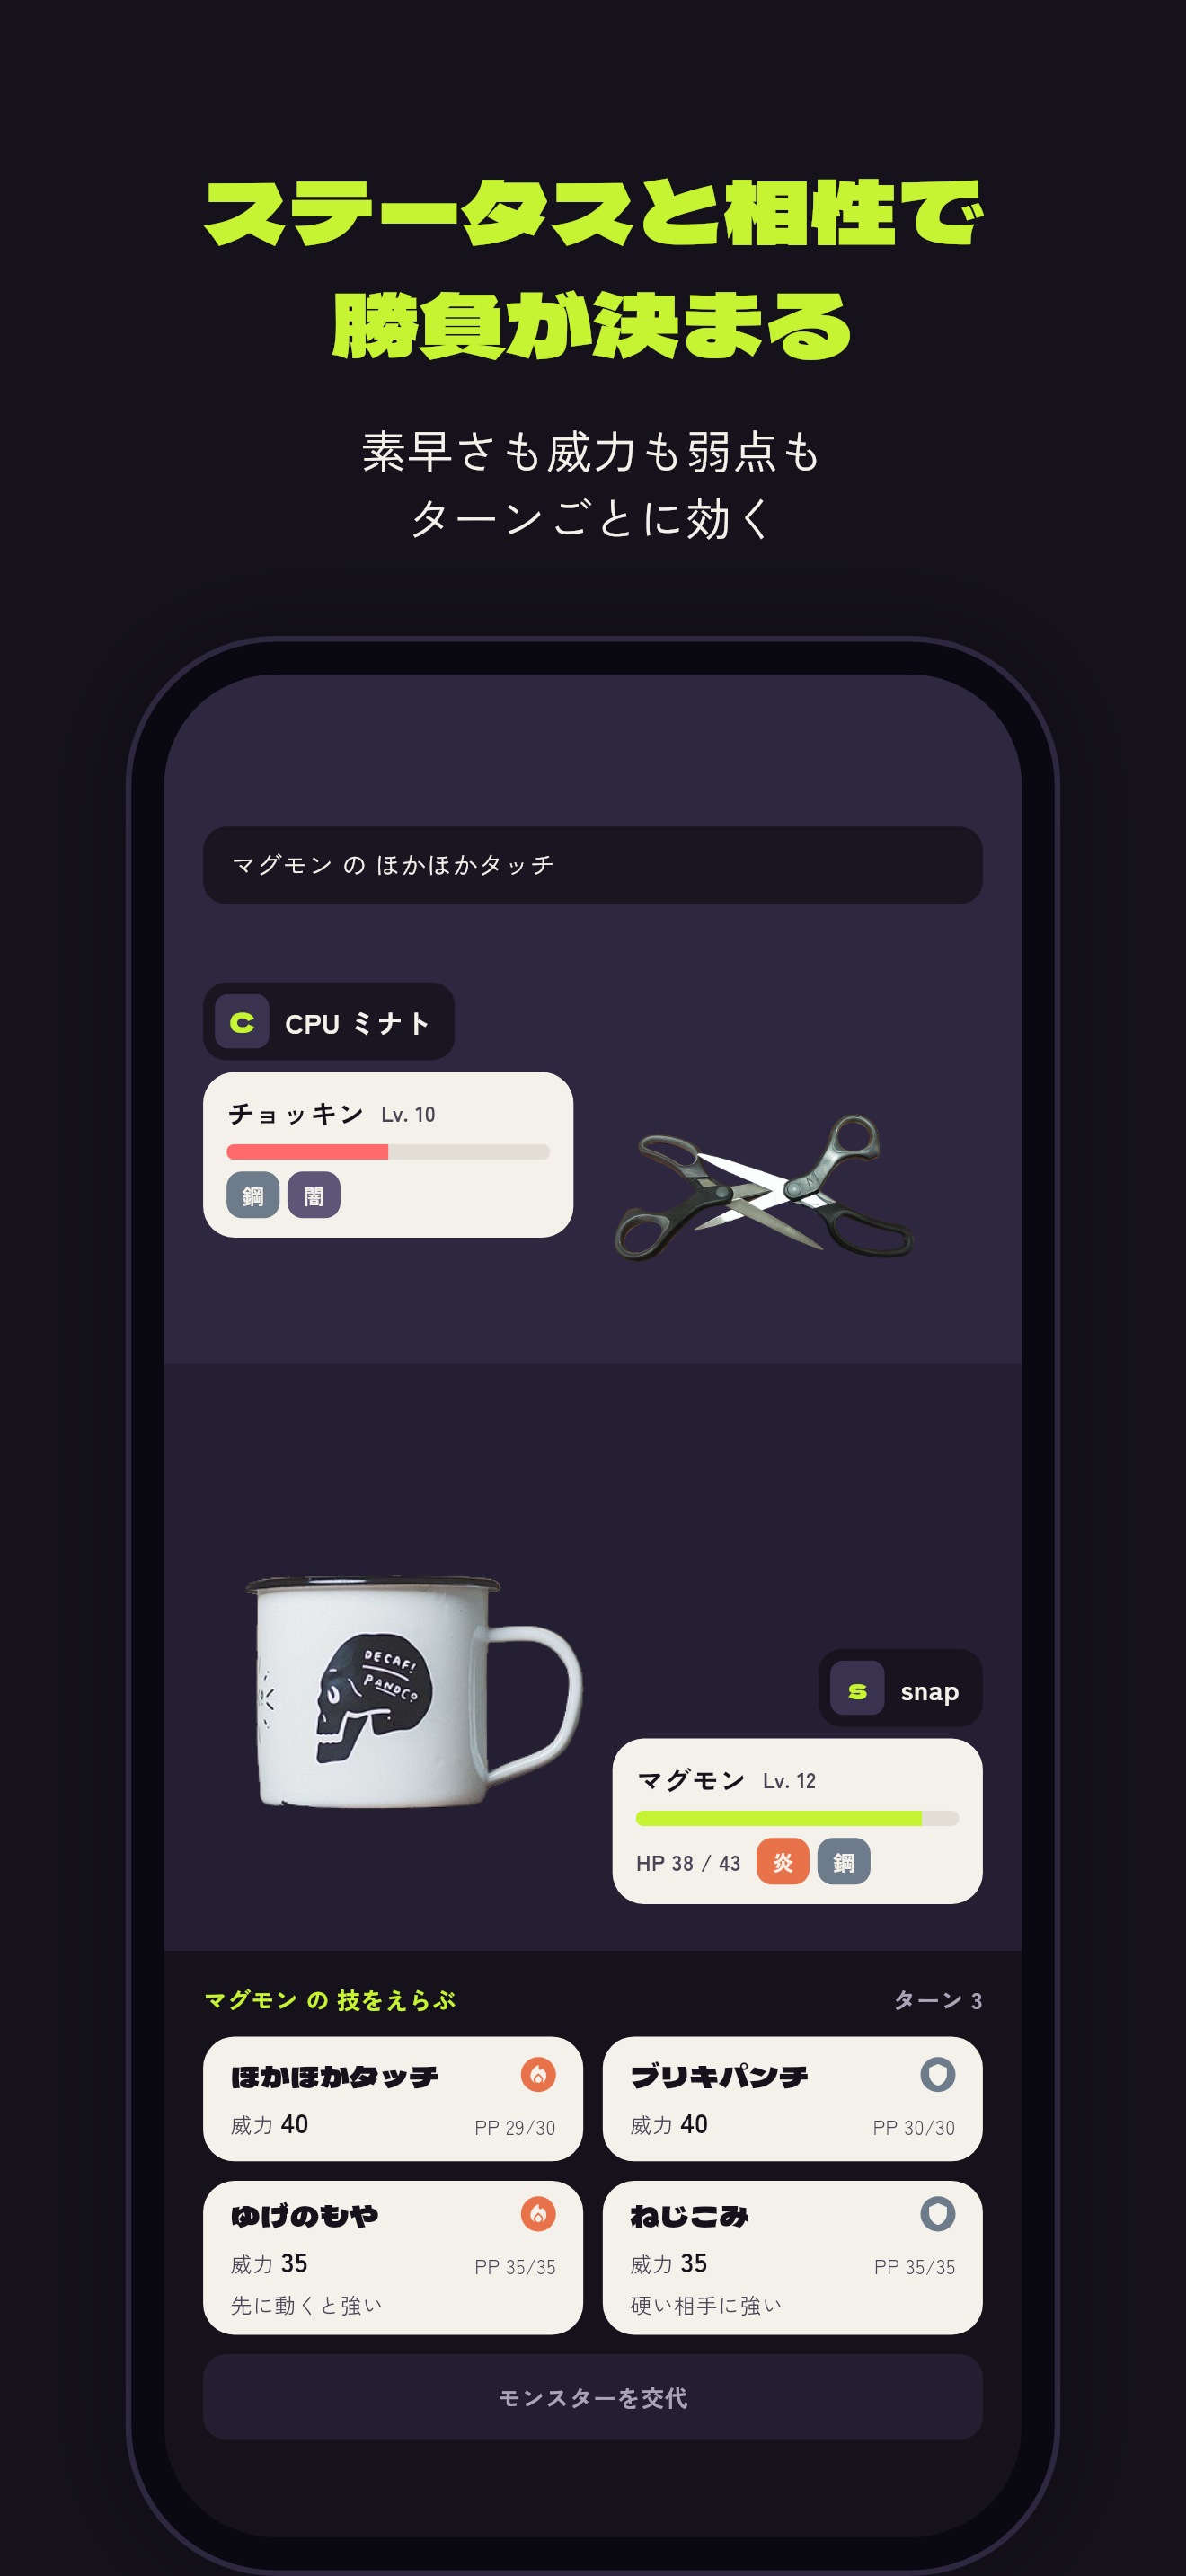 ステータスと相性で
勝負が決まる
素早さも威力も弱点も
ターンごとに効く
マグモン の ほかほかタッチ
C CPU ミナト
チョッキン Lv. 10
鋼 闇
DECAF!
PANDCO
s snap
マグモン Lv. 12
HP 38 / 43 炎 鋼
マグモン の 技をえらぶ ターン 3
ほかほかタッチ
威力 40 PP 29/30
ブリキパンチ
威力 40 PP 30/30
ゆげのもや
威力 35 PP 35/35
先に動くと強い
ねじこみ
威力 35 PP 35/35
硬い相手に強い
モンスターを交代